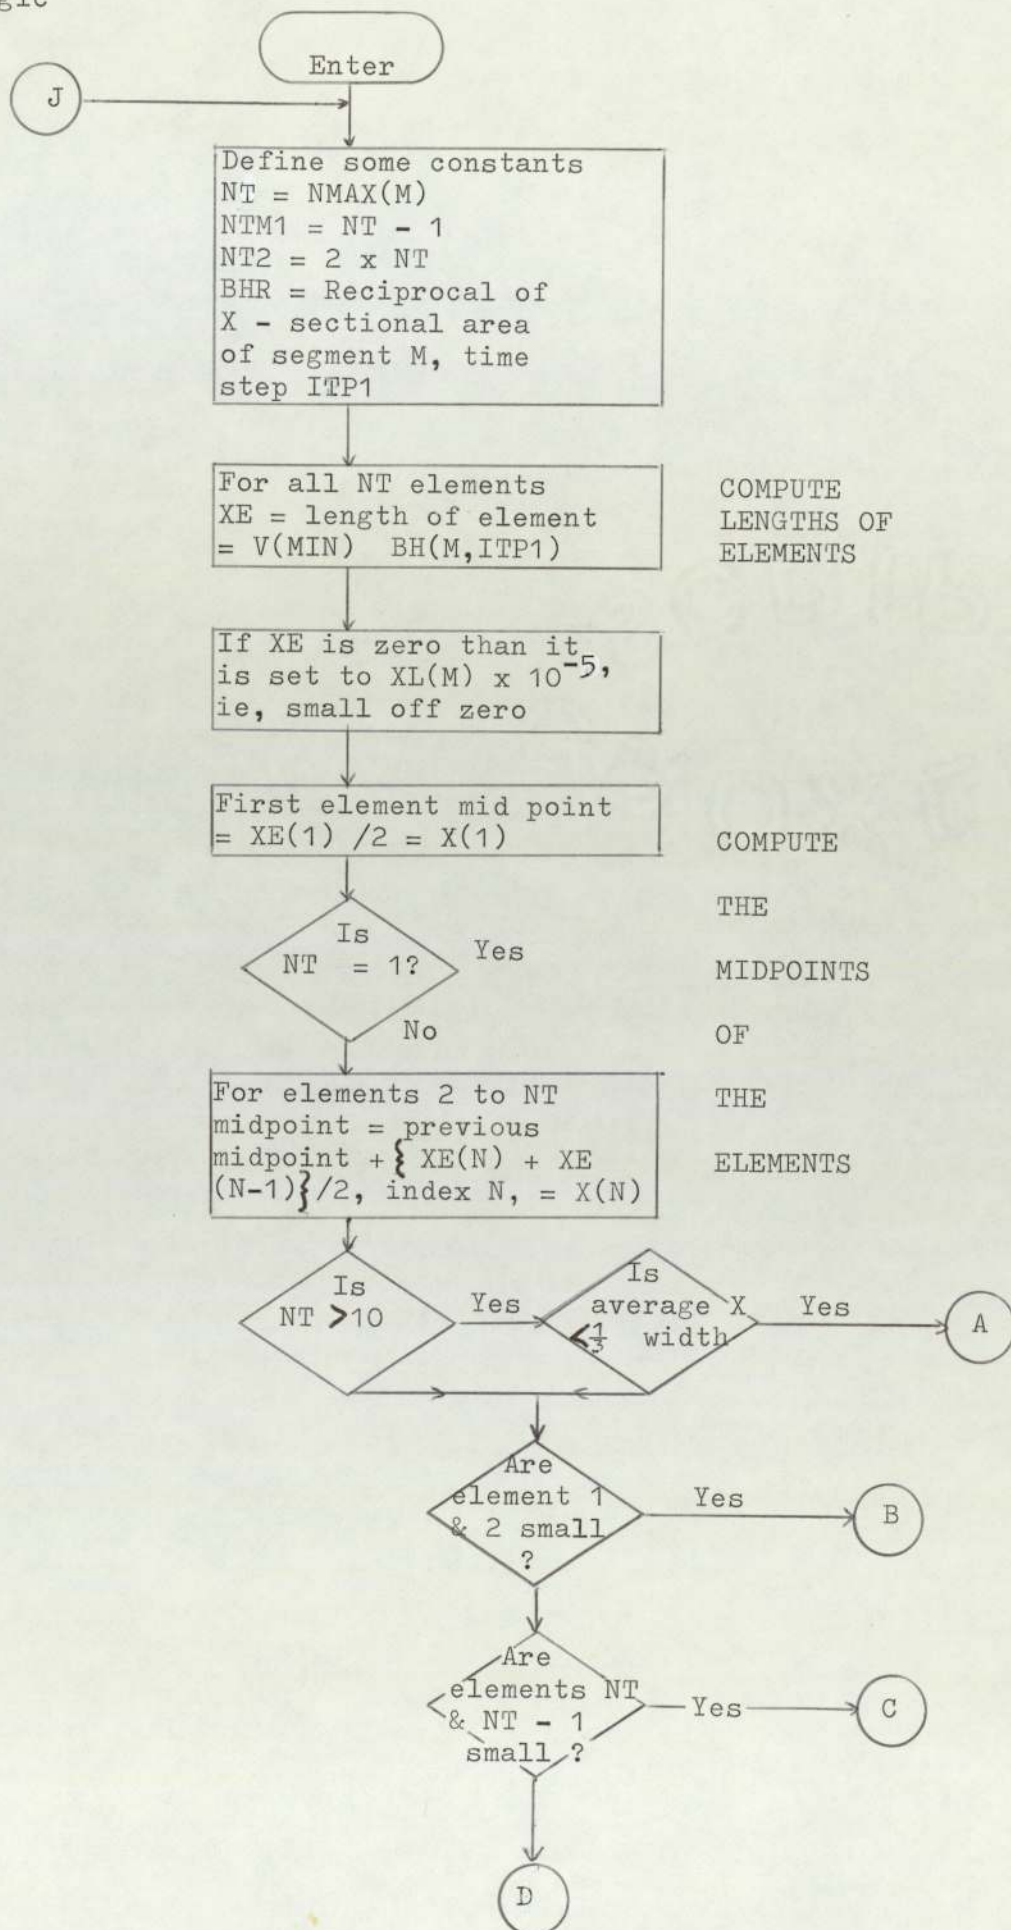 Enter
J
Define some constants
NT = NMAX(M)
NTM1 = NT - 1
NT2 = 2 x NT
BHR = Reciprocal of
X - sectional area
of segment M, time
step ITP1
For all NT elements
XE = length of element
= V(MIN) BH(M,ITP1)
COMPUTE
LENGTHS OF
ELEMENTS
If XE is zero than it
is set to XL(M) x 10-5,
ie, small off zero
First element mid point
= XE(1) /2 = X(1)
COMPUTE
THE
MIDPOINTS
OF
THE
ELEMENTS
Is
NT = 1?
Yes
No
For elements 2 to NT
midpoint = previous
midpoint + { XE(N) + XE
(N-1)}/2, index N, = X(N)
Is
NT >10
Yes
Is
average X
<1/3 width
Yes
A
Are
element 1
& 2 small
?
Yes
B
Are
elements NT
& NT - 1
small ?
Yes
C
D